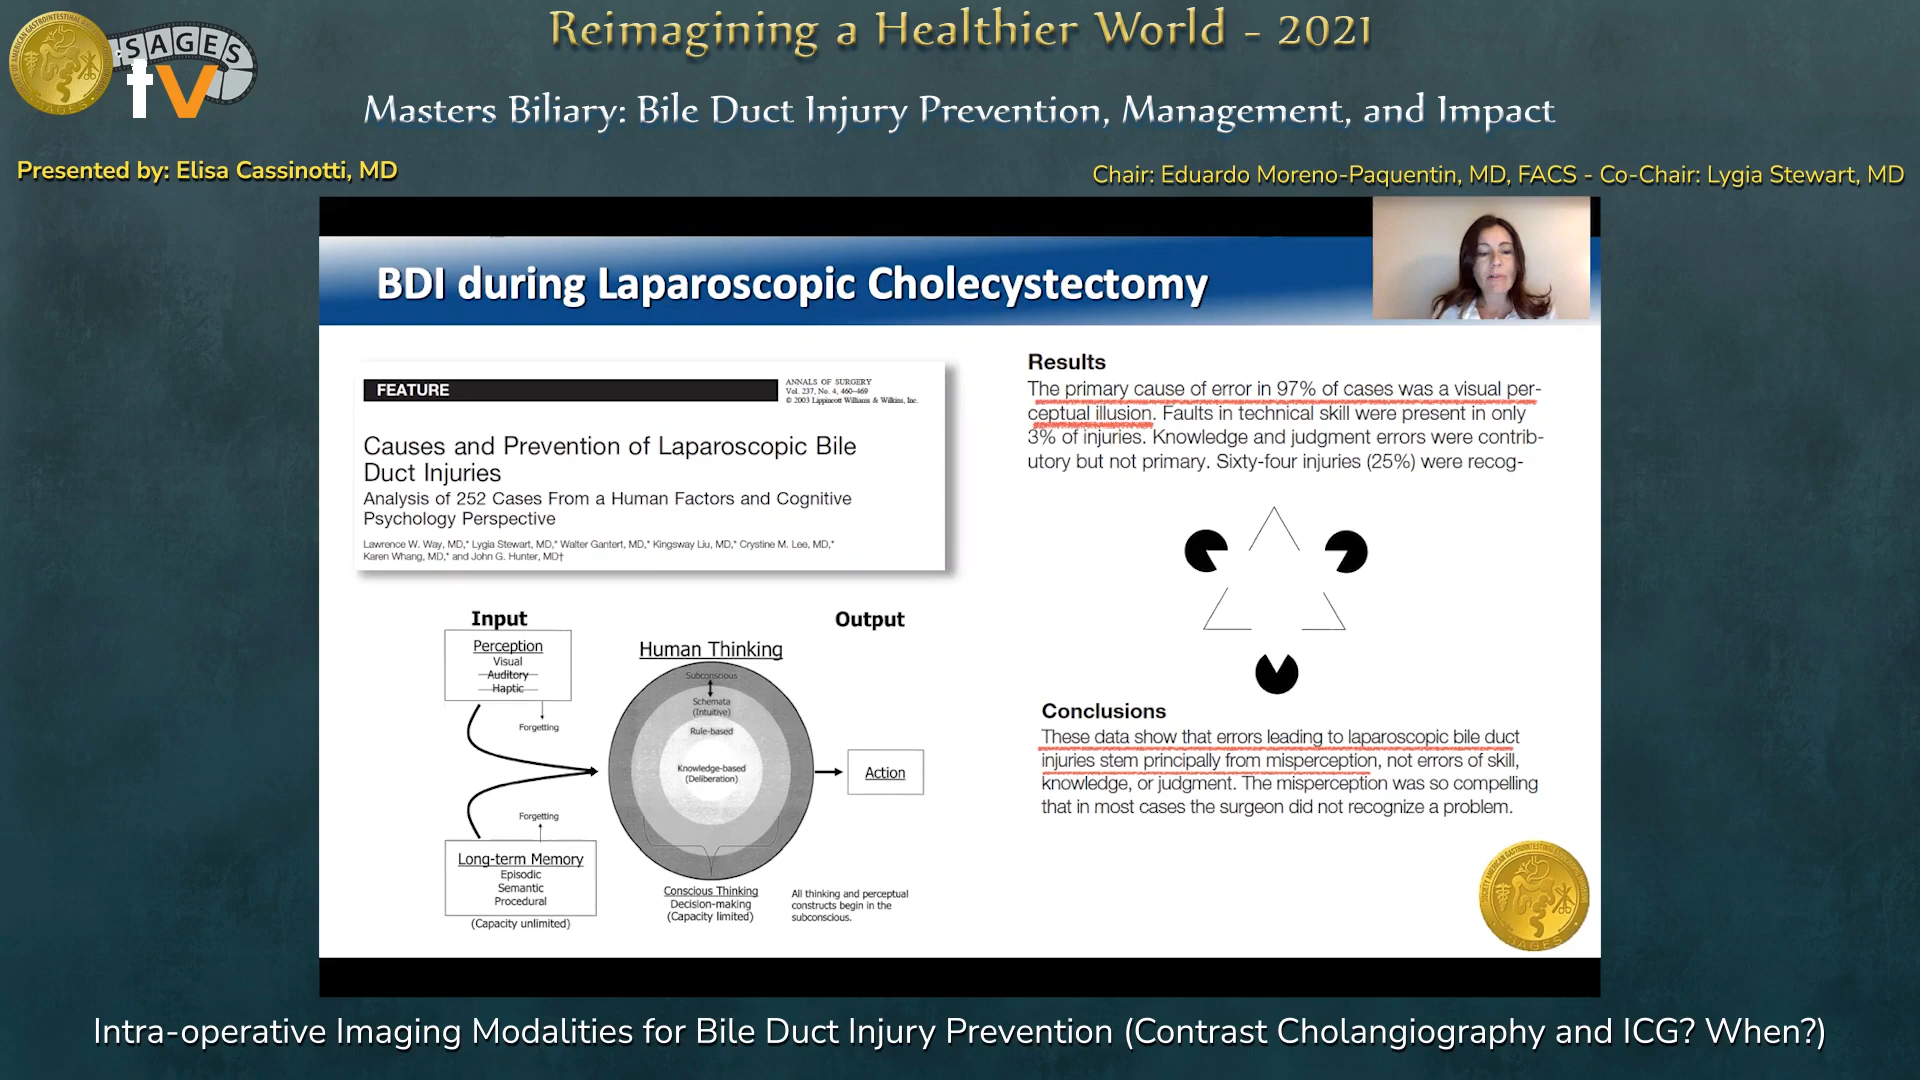 SAGES
tv
Reimagining a Healthier World - 2021
Masters Biliary: Bile Duct Injury Prevention, Management, and Impact
Presented by: Elisa Cassinotti, MD
Chair: Eduardo Moreno-Paquentin, MD, FACS - Co-Chair: Lygia Stewart, MD
BDI during Laparoscopic Cholecystectomy
FEATURE
ANNALS OF SURGERY
Vol. 237, No. 4, 460–469
© 2003 Lippincott Williams & Wilkins, Inc.
Causes and Prevention of Laparoscopic Bile
Duct Injuries
Analysis of 252 Cases From a Human Factors and Cognitive
Psychology Perspective
Lawrence W. Way, MD,* Lygia Stewart, MD,* Walter Gantert, MD,* Kingsway Liu, MD,* Crystine M. Lee, MD,*
Karen Whang, MD,* and John G. Hunter, MD†
Input
Output
Perception
Visual
Auditory
Haptic
Forgetting
Human Thinking
Subconscious
Schemata
(Intuitive)
Rule-based
Knowledge-based
(Deliberation)
Action
Forgetting
Long-term Memory
Episodic
Semantic
Procedural
(Capacity unlimited)
Conscious Thinking
Decision-making
(Capacity limited)
All thinking and perceptual
constructs begin in the
subconscious.
Results
The primary cause of error in 97% of cases was a visual per-
ceptual illusion. Faults in technical skill were present in only
3% of injuries. Knowledge and judgment errors were contrib-
utory but not primary. Sixty-four injuries (25%) were recog-
Conclusions
These data show that errors leading to laparoscopic bile duct
injuries stem principally from misperception, not errors of skill,
knowledge, or judgment. The misperception was so compelling
that in most cases the surgeon did not recognize a problem.
SAGES
Intra-operative Imaging Modalities for Bile Duct Injury Prevention (Contrast Cholangiography and ICG? When?)